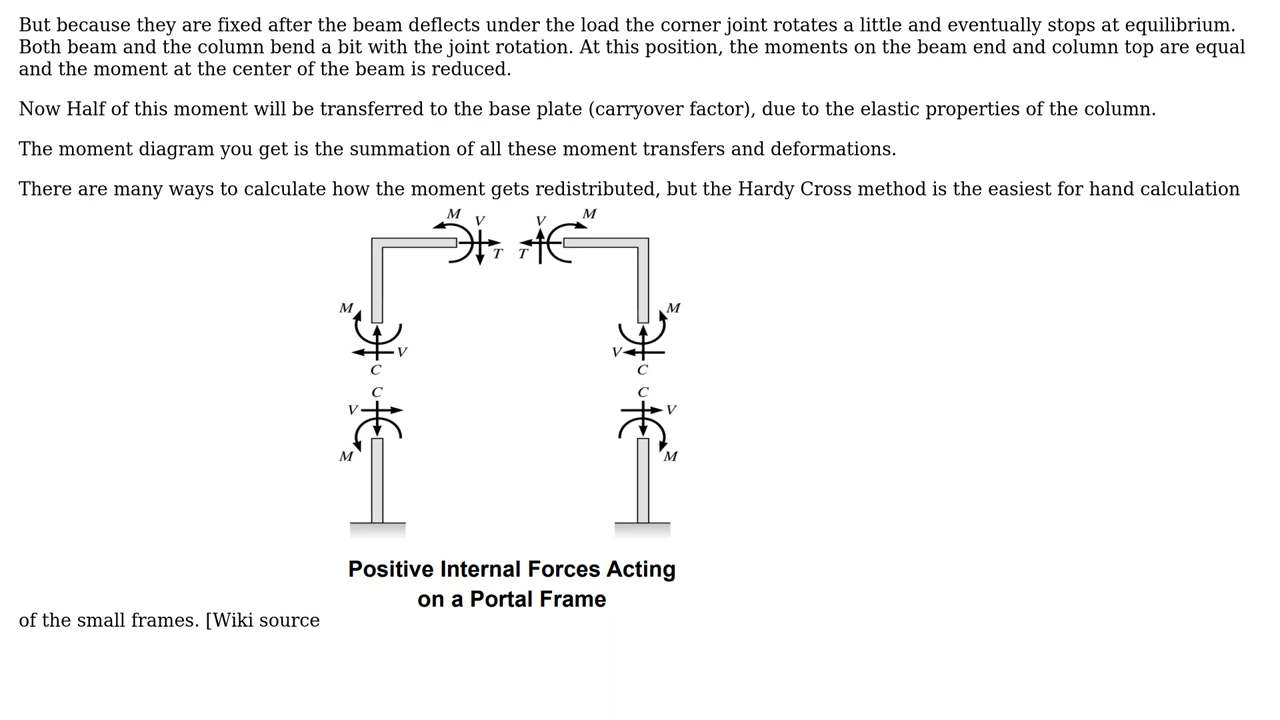 But because they are fixed after the beam deflects under the load the corner joint rotates a little and eventually stops at equilibrium.
Both beam and the column bend a bit with the joint rotation. At this position, the moments on the beam end and column top are equal
and the moment at the center of the beam is reduced.
Now Half of this moment will be transferred to the base plate (carryover factor), due to the elastic properties of the column.
The moment diagram you get is the summation of all these moment transfers and deformations.
There are many ways to calculate how the moment gets redistributed, but the Hardy Cross method is the easiest for hand calculation
M V V M
T T
M M
V V
C C
C C
V V
M M
Positive Internal Forces Acting
on a Portal Frame
of the small frames. [Wiki source